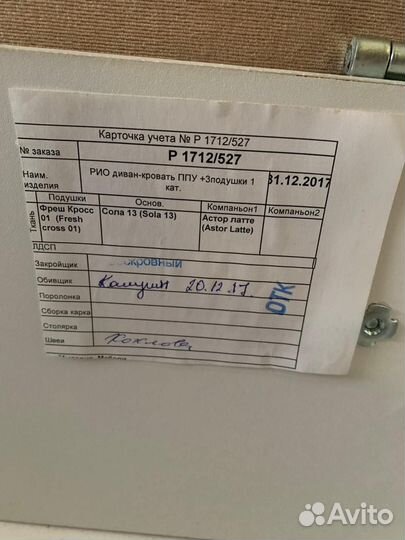 Карточка учета № Р 1712/527
№ заказа Р 1712/527
Наим. изделия РИО диван-кровать ППУ +3подушки 1 кат. 31.12.2017
Подушки Основ. Компаньон1 Компаньон2
Ткань Фреш Кросс 01 (Fresh cross 01) Сола 13 (Sola 13) Астор латте (Astor Latte)
ЛДСП
Закройщик
Обивщик 20.12.17.
Поролонка
Сборка карка
Столярка
Швеи Хохлова
ОТК
Avito